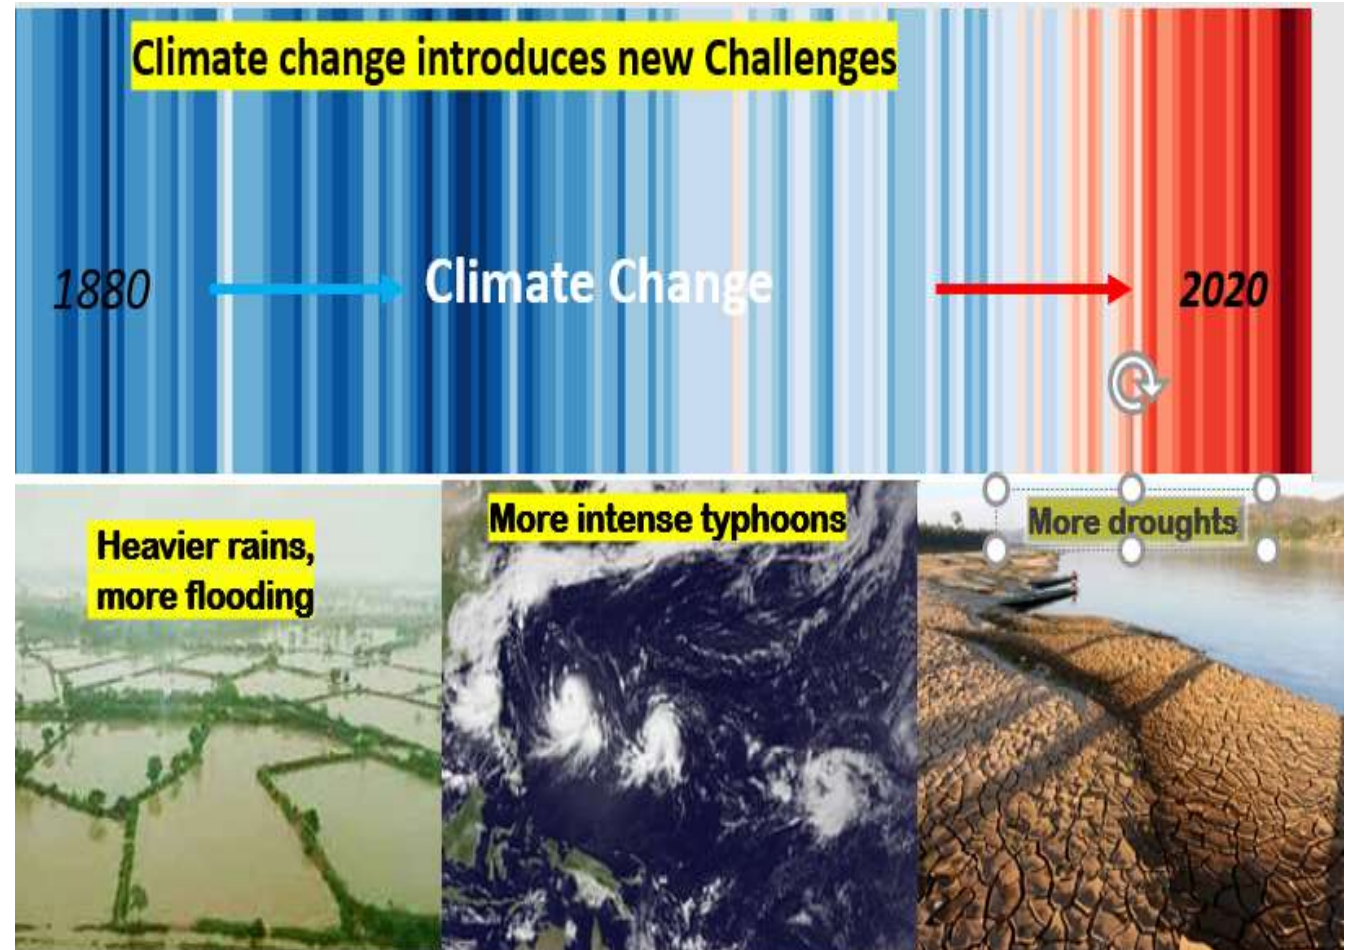 Climate change introduces new Challenges
1880
Climate Change
2020
Heavier rains,
more flooding
More intense typhoons
More droughts